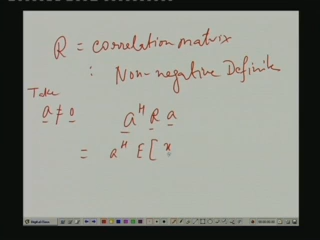 R = correlation matrix
: Non-negative Definite
Take
a ≠ 0 a^H R a
= a^H E [ x